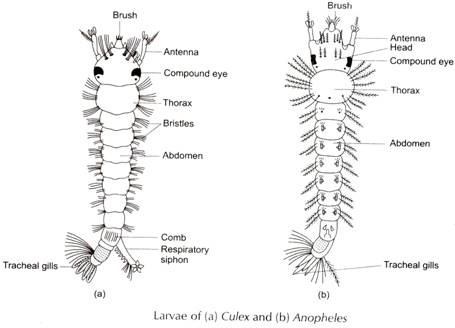 Brush
Antenna
Compound eye
Thorax
Bristles
Abdomen
Comb
Respiratory
siphon
Tracheal gills
(a)
Brush
Antenna
Head
Compound eye
Thorax
Abdomen
Tracheal gills
(b)
Larvae of (a) Culex and (b) Anopheles